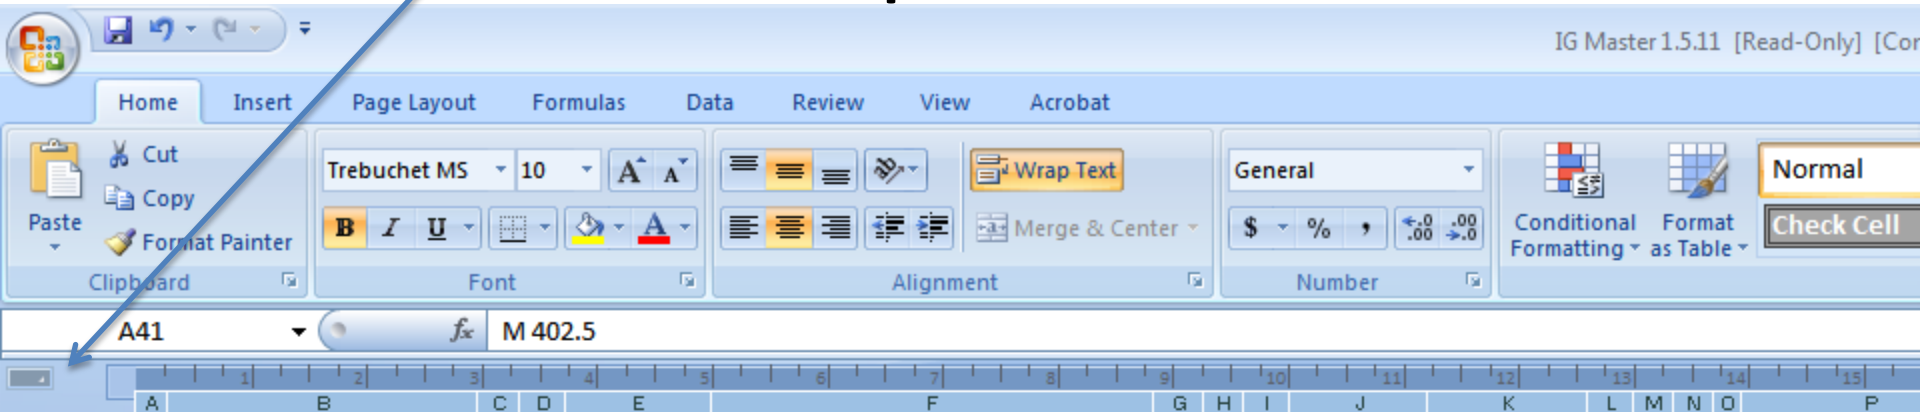 IG Master 1.5.11 [Read-Only] [Cor
Home Insert Page Layout Formulas Data Review View Acrobat
Paste
Cut
Copy
Format Painter
Clipboard
Trebuchet MS 10 A A
B I U A
Font
Wrap Text
Merge & Center
Alignment
General
$ % , .00 .00
Number
Conditional Formatting
Format as Table
Normal
Check Cell
A41 fx M 402.5
1 2 3 4 5 6 7 8 9 10 11 12 13 14 15
A B C D E F G H I J K L M N O P